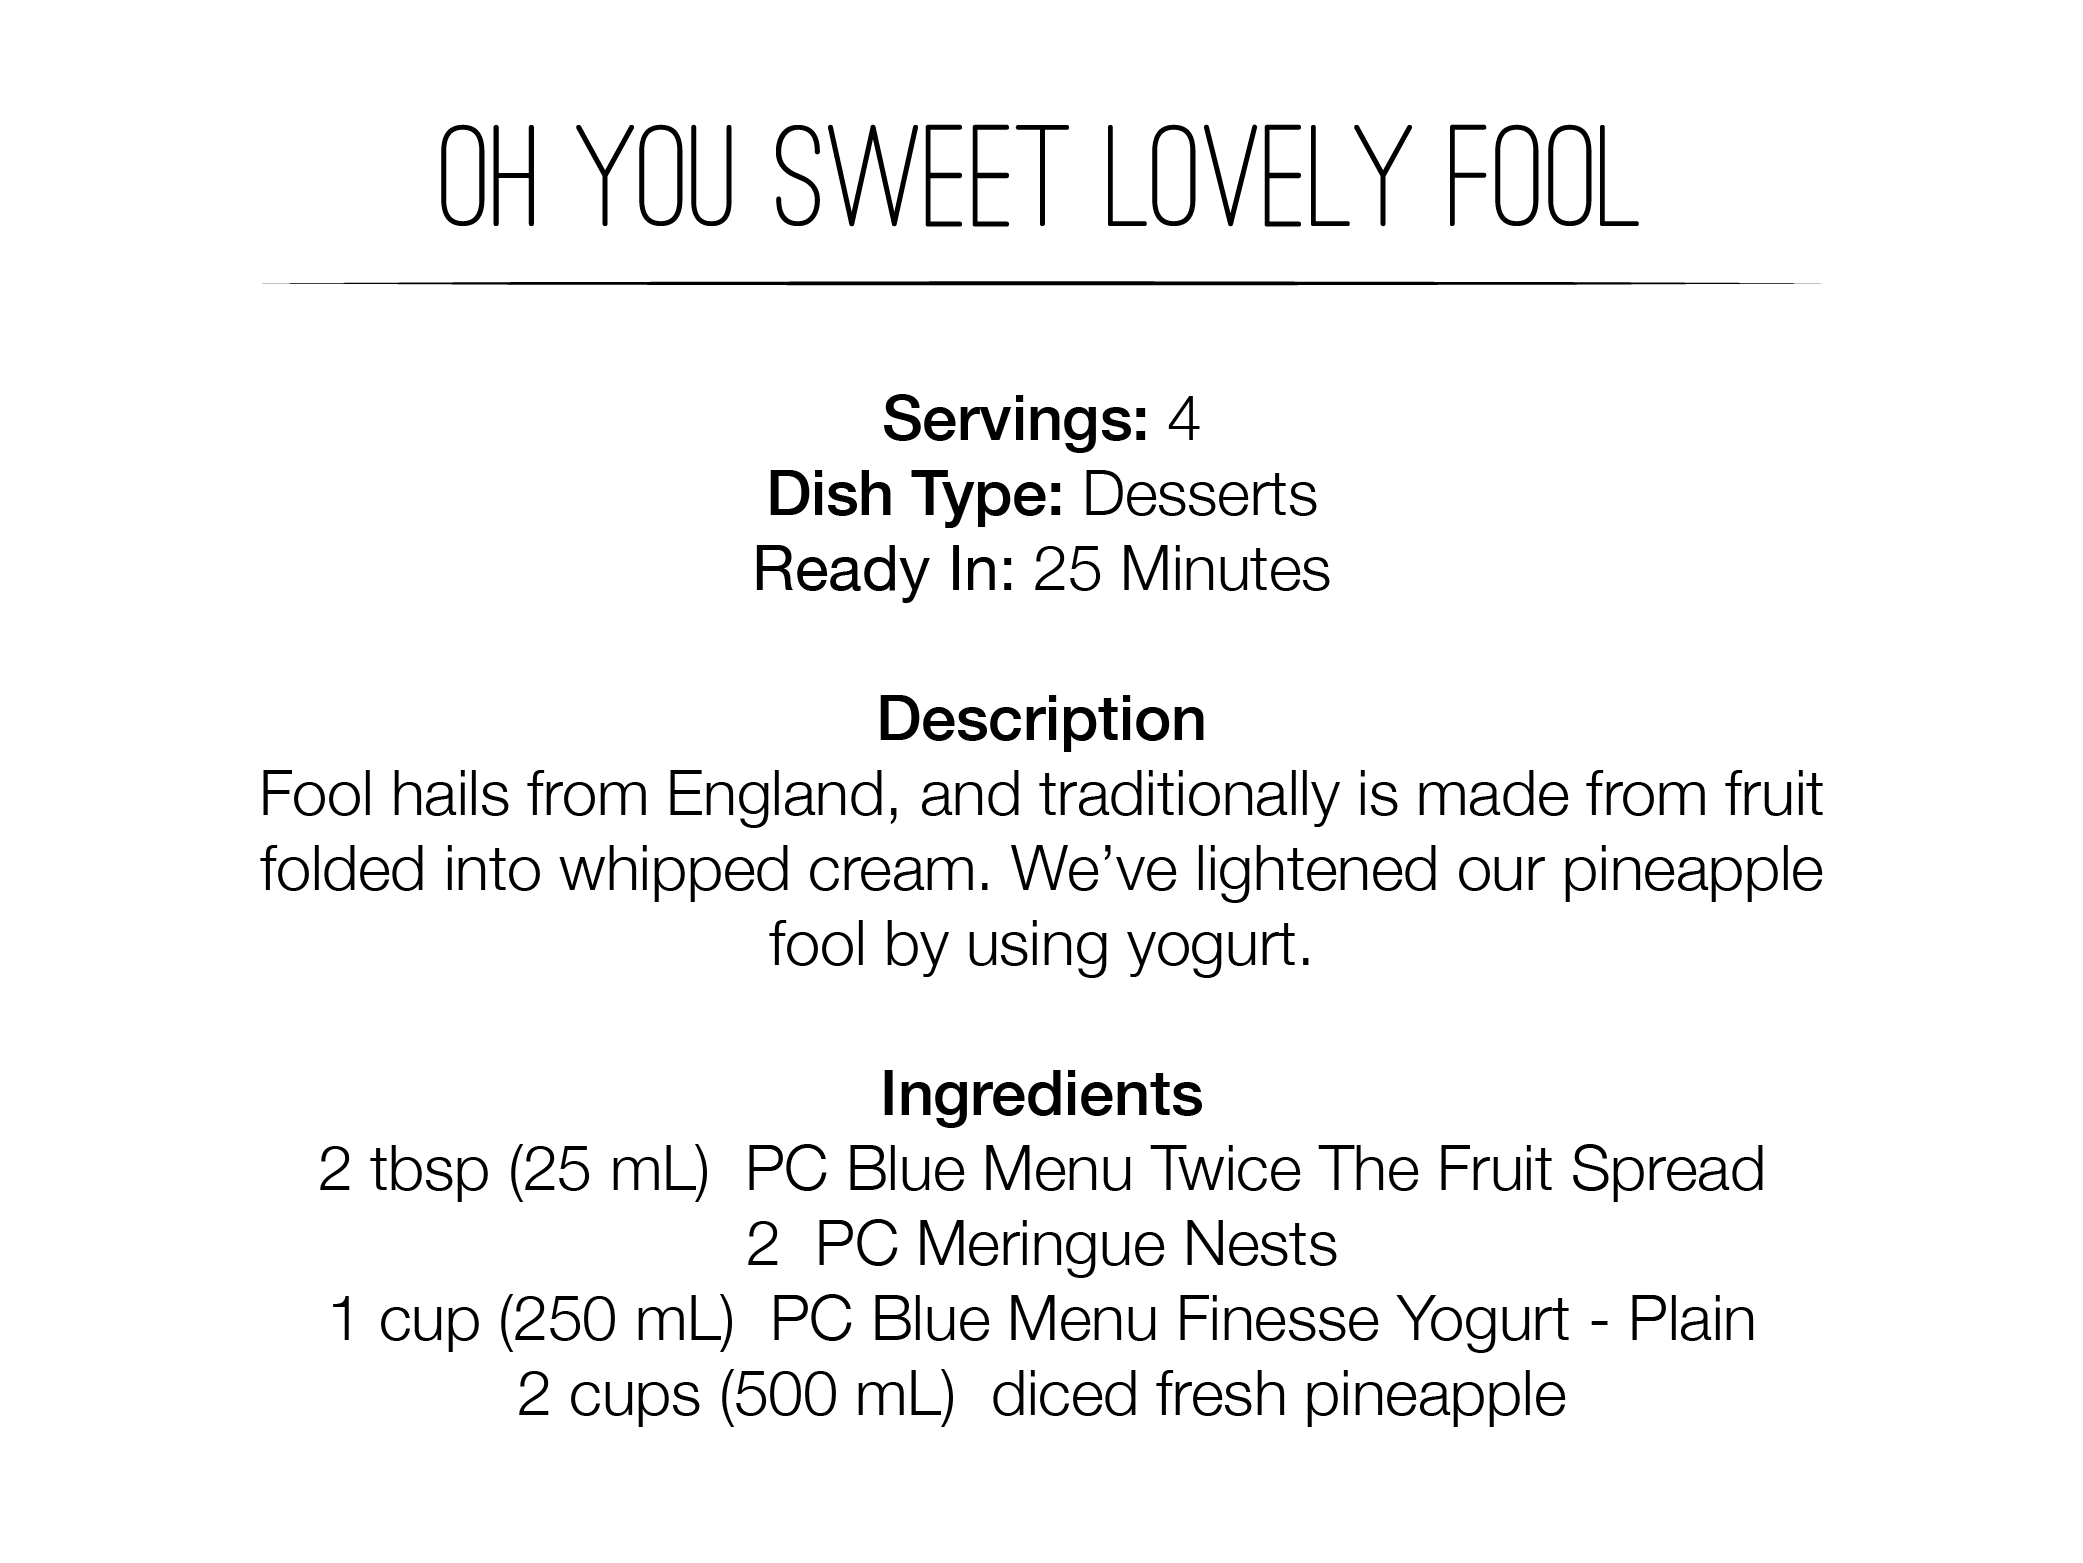 OH YOU SWEET LOVELY FOOL
Servings: 4
Dish Type: Desserts
Ready In: 25 Minutes
Description
Fool hails from England, and traditionally is made from fruit
folded into whipped cream. We’ve lightened our pineapple
fool by using yogurt.
Ingredients
2 tbsp (25 mL)  PC Blue Menu Twice The Fruit Spread
2  PC Meringue Nests
1 cup (250 mL)  PC Blue Menu Finesse Yogurt - Plain
2 cups (500 mL)  diced fresh pineapple